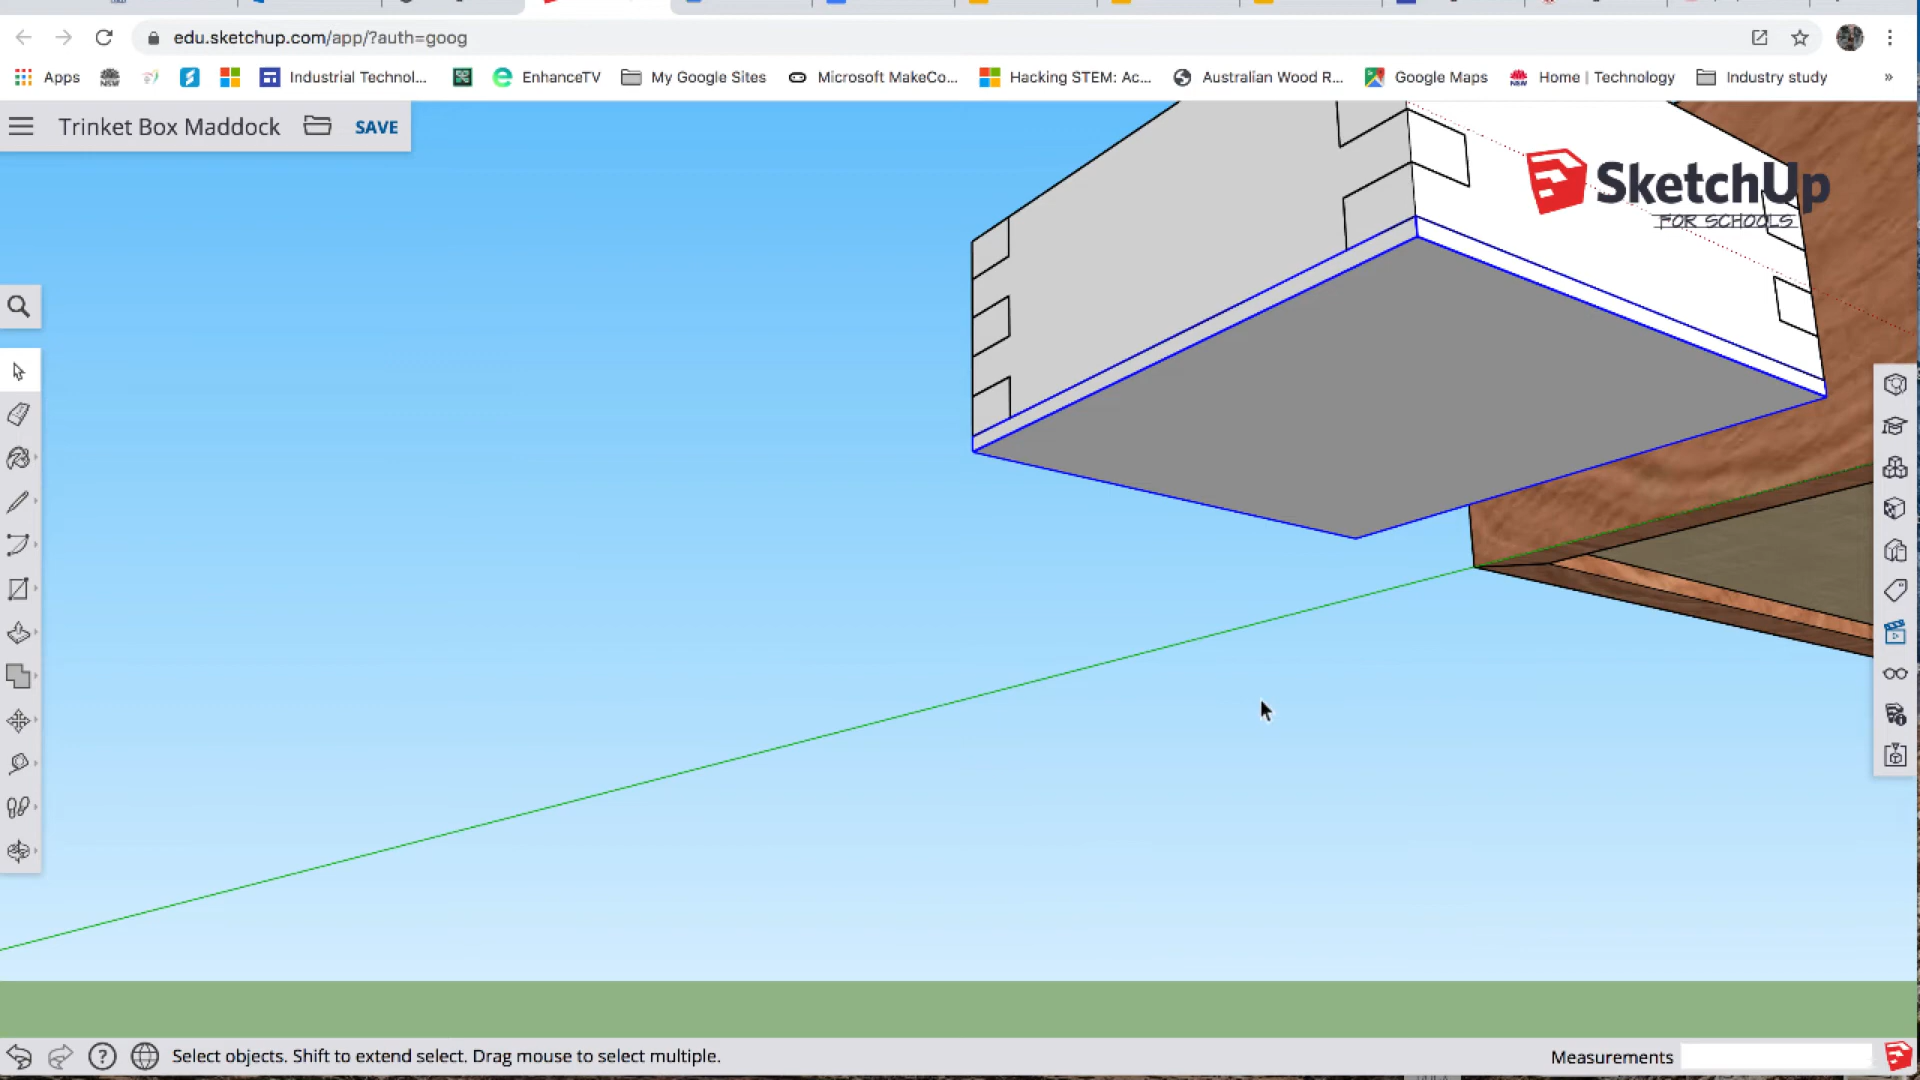 edu.sketchup.com/app/?auth=goog
Apps
Industrial Technol...
EnhanceTV
My Google Sites
Microsoft MakeCo...
Hacking STEM: Ac...
Australian Wood R...
Google Maps
Home | Technology
Industry study
»
Trinket Box Maddock
SAVE
SketchUp
FOR SCHOOLS
Select objects. Shift to extend select. Drag mouse to select multiple.
Measurements